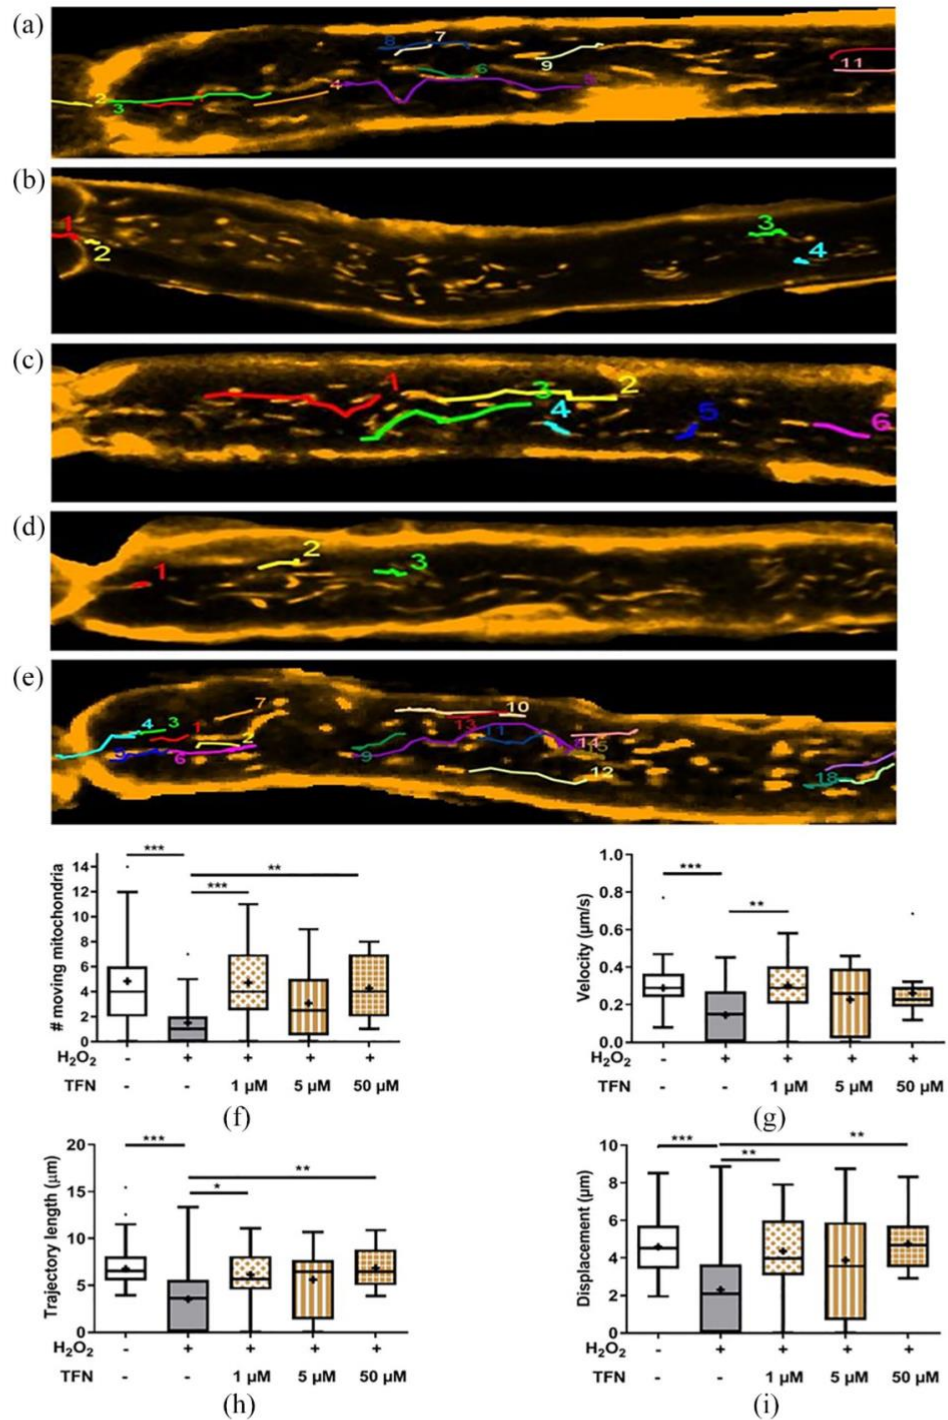 (a)
8 7
9
6
11
4 5
2
3
(b)
1
2
3
4
(c)
1 3 2
4 5
6
(d)
1 2 3
(e)
4 3 1
7
2
5
6
10
13 11
14
15
9
12
18
*** **
***
# moving mitochondria
14
12
10
8
6
4
2
0
H₂O₂ - + + + +
TFN - - 1 µM 5 µM 50 µM
(f)
***
**
Velocity (µm/s)
1.0
0.8
0.6
0.4
0.2
0.0
H₂O₂ - + + + +
TFN - - 1 µM 5 µM 50 µM
(g)
*** **
*
Trajectory length (µm)
20
15
10
5
0
H₂O₂ - + + + +
TFN - - 1 µM 5 µM 50 µM
(h)
*** **
**
Displacement (µm)
10
8
6
4
2
0
H₂O₂ - + + + +
TFN - - 1 µM 5 µM 50 µM
(i)